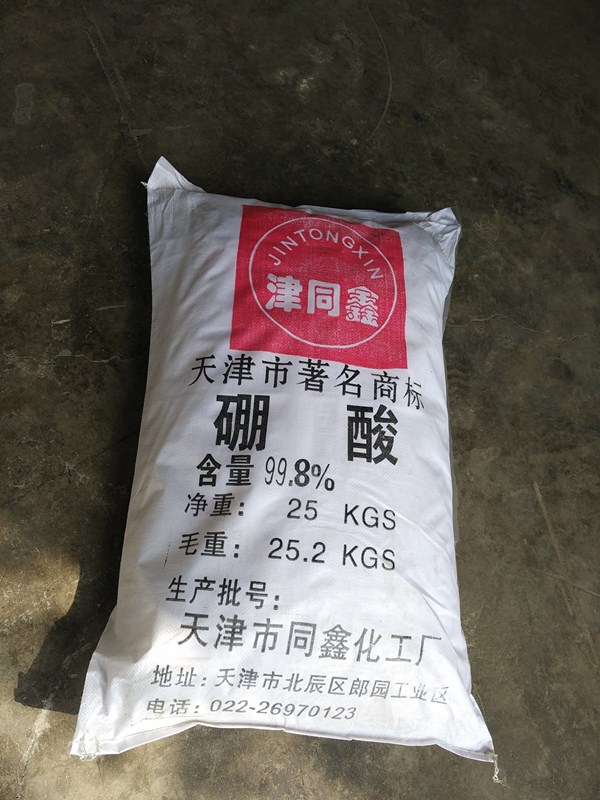 JINTONGXIN
津同鑫
天津市著名商标
硼 酸
含量 99.8%
净重: 25 KGS
毛重: 25.2 KGS
生产批号:
天津市同鑫化工厂
地址:天津市北辰区郎园工业区
电话:022-26970123